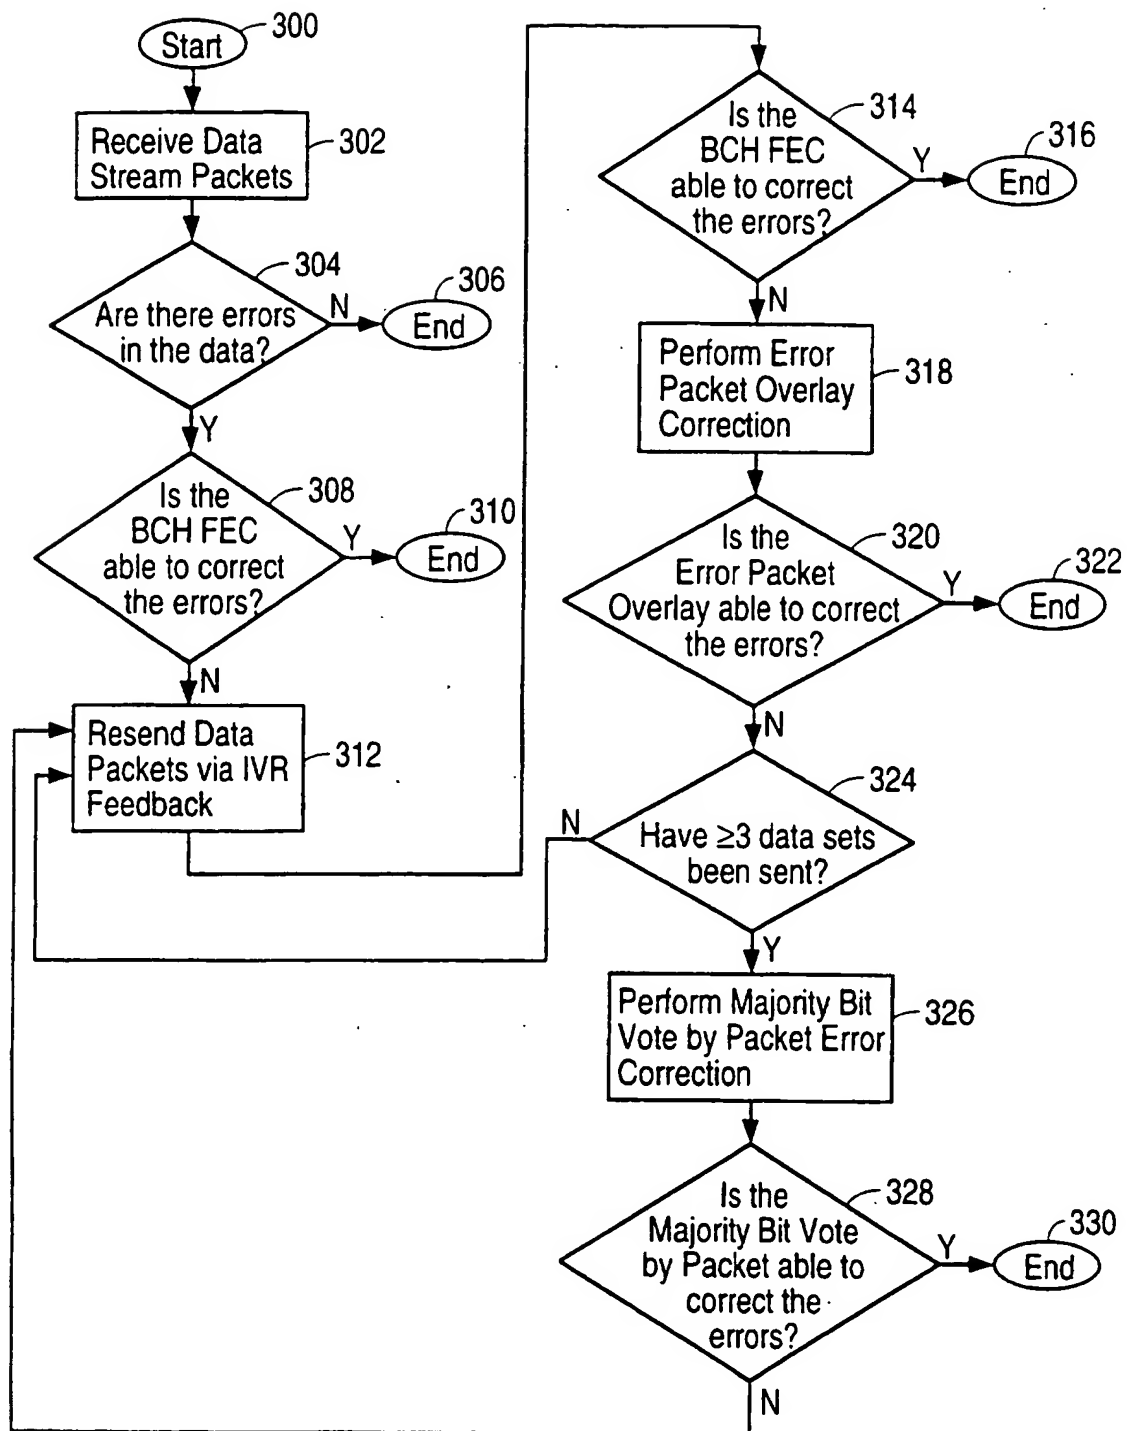 Start
300
Receive Data
Stream Packets
302
Are there errors
in the data?
304
N
End
306
Y
Is the
BCH FEC
able to correct
the errors?
308
Y
End
310
N
Resend Data
Packets via IVR
Feedback
312
Is the
BCH FEC
able to correct
the errors?
314
Y
End
316
N
Perform Error
Packet Overlay
Correction
318
Is the
Error Packet
Overlay able to correct
the errors?
320
Y
End
322
N
Have ≥3 data sets
been sent?
324
N
Y
Perform Majority Bit
Vote by Packet Error
Correction
326
Is the
Majority Bit Vote
by Packet able to
correct the
errors?
328
Y
End
330
N